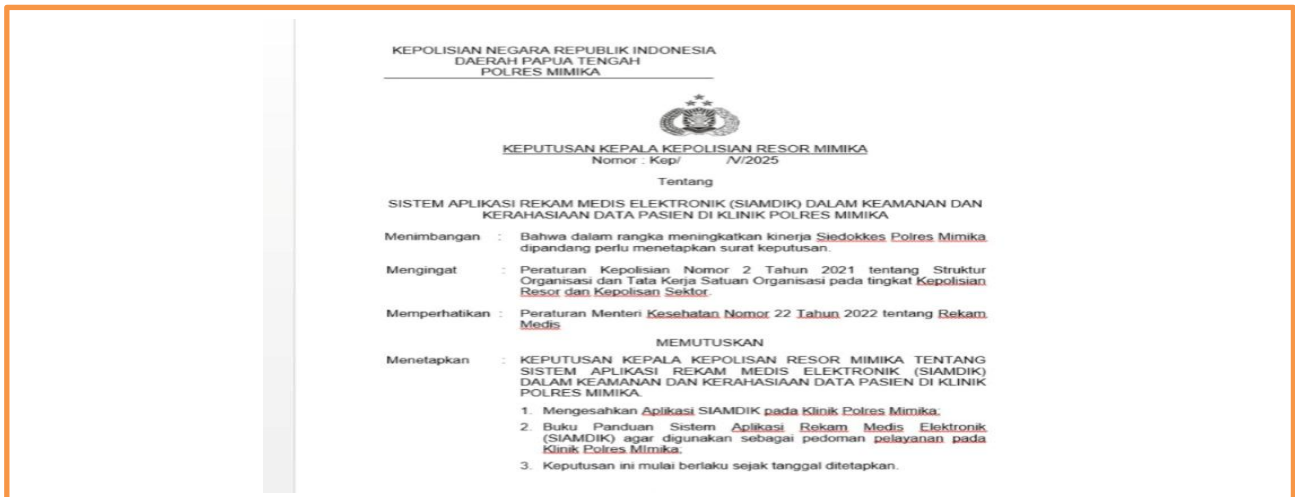 KEPOLISIAN NEGARA REPUBLIK INDONESIA
DAERAH PAPUA TENGAH
POLRES MIMIKA
KEPUTUSAN KEPALA KEPOLISIAN RESOR MIMIKA
Nomor : Kep/ /V/2025
Tentang
SISTEM APLIKASI REKAM MEDIS ELEKTRONIK (SIAMDIK) DALAM KEAMANAN DAN
KERAHASIAAN DATA PASIEN DI KLINIK POLRES MIMIKA
Menimbangan : Bahwa dalam rangka meningkatkan kinerja Siedokkes Polres Mimika
dipandang perlu menetapkan surat keputusan.
Mengingat : Peraturan Kepolisian Nomor 2 Tahun 2021 tentang Struktur
Organisasi dan Tata Kerja Satuan Organisasi pada tingkat Kepolisian
Resor dan Kepolisan Sektor.
Memperhatikan : Peraturan Menteri Kesehatan Nomor 22 Tahun 2022 tentang Rekam
Medis
MEMUTUSKAN
Menetapkan : KEPUTUSAN KEPALA KEPOLISAN RESOR MIMIKA TENTANG
SISTEM APLIKASI REKAM MEDIS ELEKTRONIK (SIAMDIK)
DALAM KEAMANAN DAN KERAHASIAAN DATA PASIEN DI KLINIK
POLRES MIMIKA.
1. Mengesahkan Aplikasi SIAMDIK pada Klinik Polres Mimika;
2. Buku Panduan Sistem Aplikasi Rekam Medis Elektronik
(SIAMDIK) agar digunakan sebagai pedoman pelayanan pada
Klinik Polres MImika;
3. Keputusan ini mulai berlaku sejak tanggal ditetapkan.